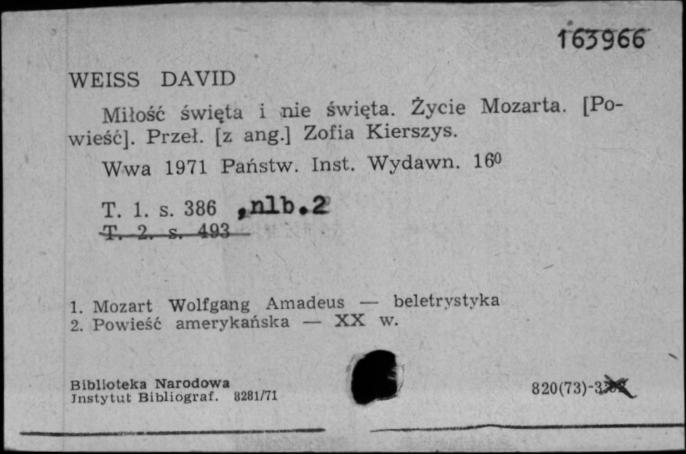 163966
WEISS DAVID
Miłość święta i nie święta. Życie Mozarta. [Po-
wieść]. Przeł. [z ang.] Zofia Kierszys.
Wwa 1971 Państw. Inst. Wydawn. 16⁰
T. 1. s. 386 ,nlb.2
T. 2. s. 493
1. Mozart Wolfgang Amadeus — beletrystyka
2. Powieść amerykańska — XX w.
Biblioteka Narodowa
Instytut Bibliograf. 8281/71
820(73)-3